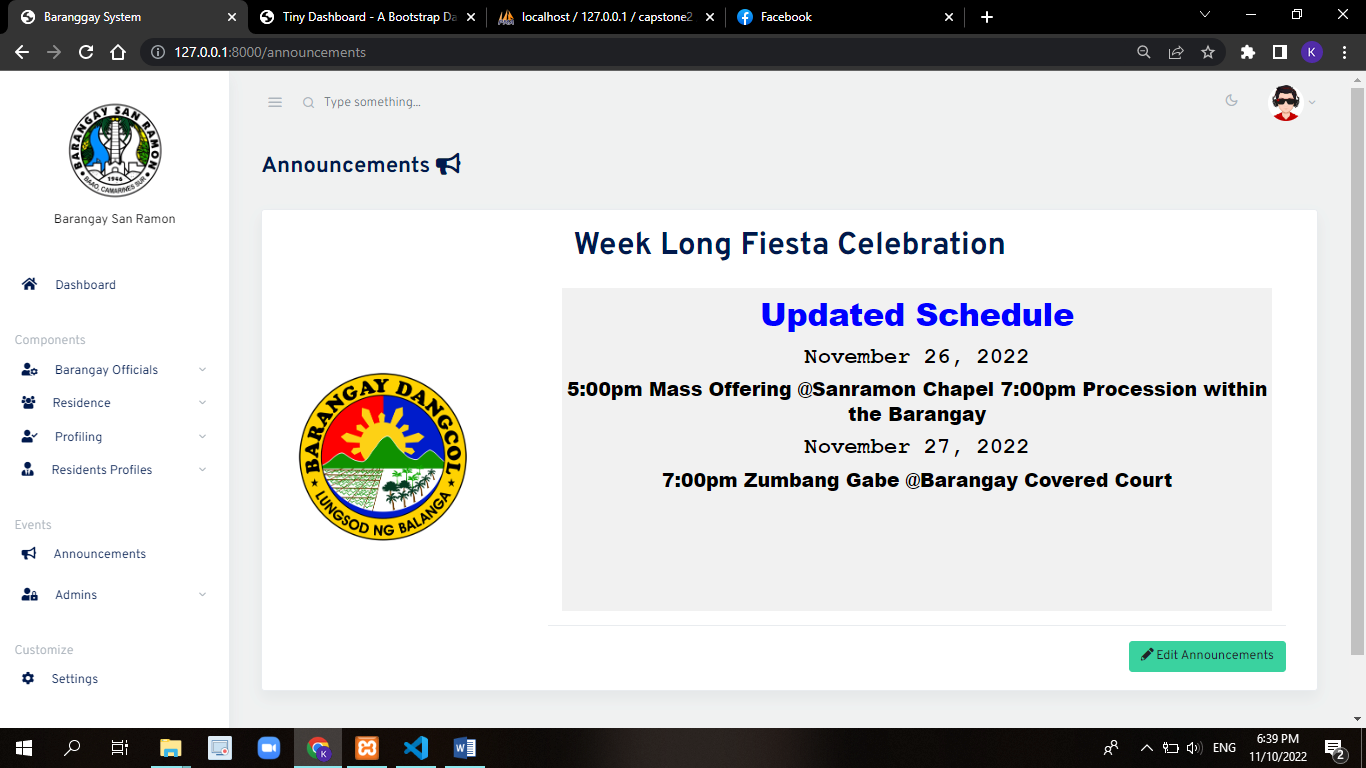 Baranggay System
Tiny Dashboard - A Bootstrap Da
localhost / 127.0.0.1 / capstone2
Facebook
127.0.0.1:8000/announcements
K
BARANGAY SAN RAMON
1946
BAAO, CAMARINES SUR
Barangay San Ramon
Dashboard
Components
Barangay Officials
Residence
Profiling
Residents Profiles
Events
Announcements
Admins
Customize
Settings
Type something...
Announcements
BARANGAY DANGCOL
LUNGSOD NG BALANGA
Week Long Fiesta Celebration
Updated Schedule
November 26, 2022
5:00pm Mass Offering @Sanramon Chapel 7:00pm Procession within
the Barangay
November 27, 2022
7:00pm Zumbang Gabe @Barangay Covered Court
Edit Announcements
K
ENG
6:39 PM
11/10/2022
2